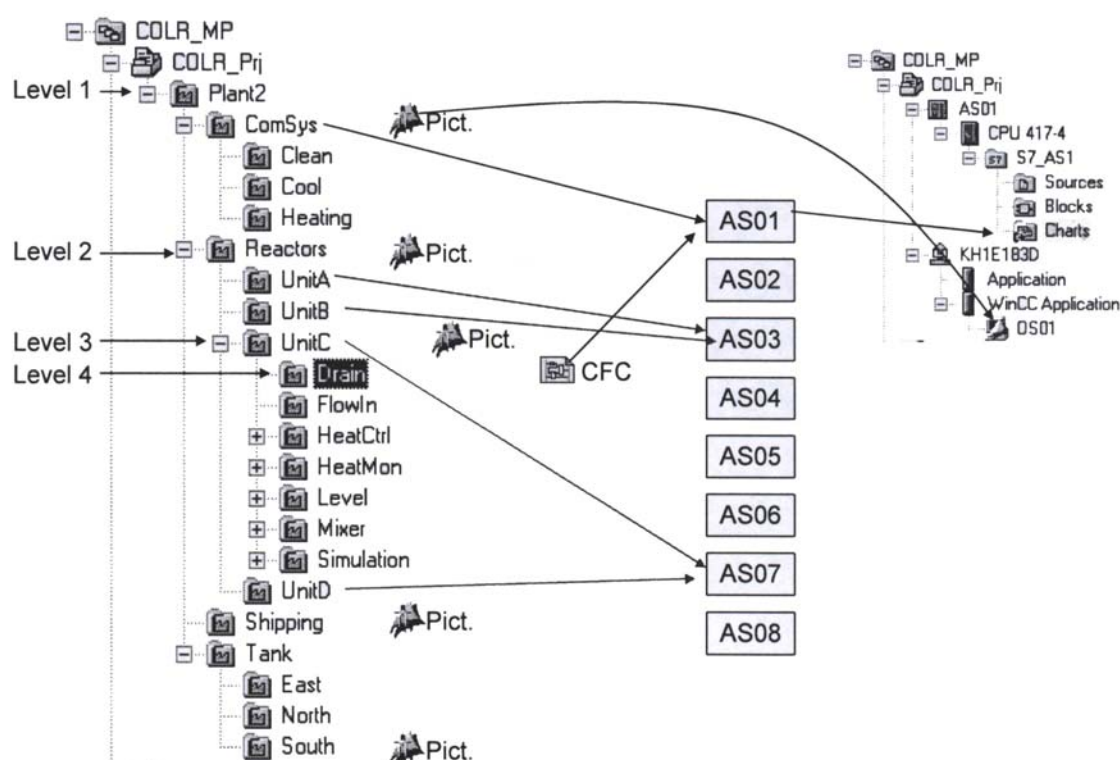 COLR_MP
COLR_Prj
Level 1
Plant2
ComSys
Pict.
Clean
Cool
Heating
Level 2
Reactors
Pict.
UnitA
UnitB
Level 3
UnitC
Pict.
Level 4
Drain
FlowIn
HeatCtrl
HeatMon
Level
Mixer
Simulation
UnitD
Shipping
Pict.
Tank
East
North
South
Pict.
CFC
AS01
AS02
AS03
AS04
AS05
AS06
AS07
AS08
COLR_MP
COLR_Prj
AS01
CPU 417-4
S7_AS1
Sources
Blocks
Charts
KH1E183D
Application
WinCC Application
OS01